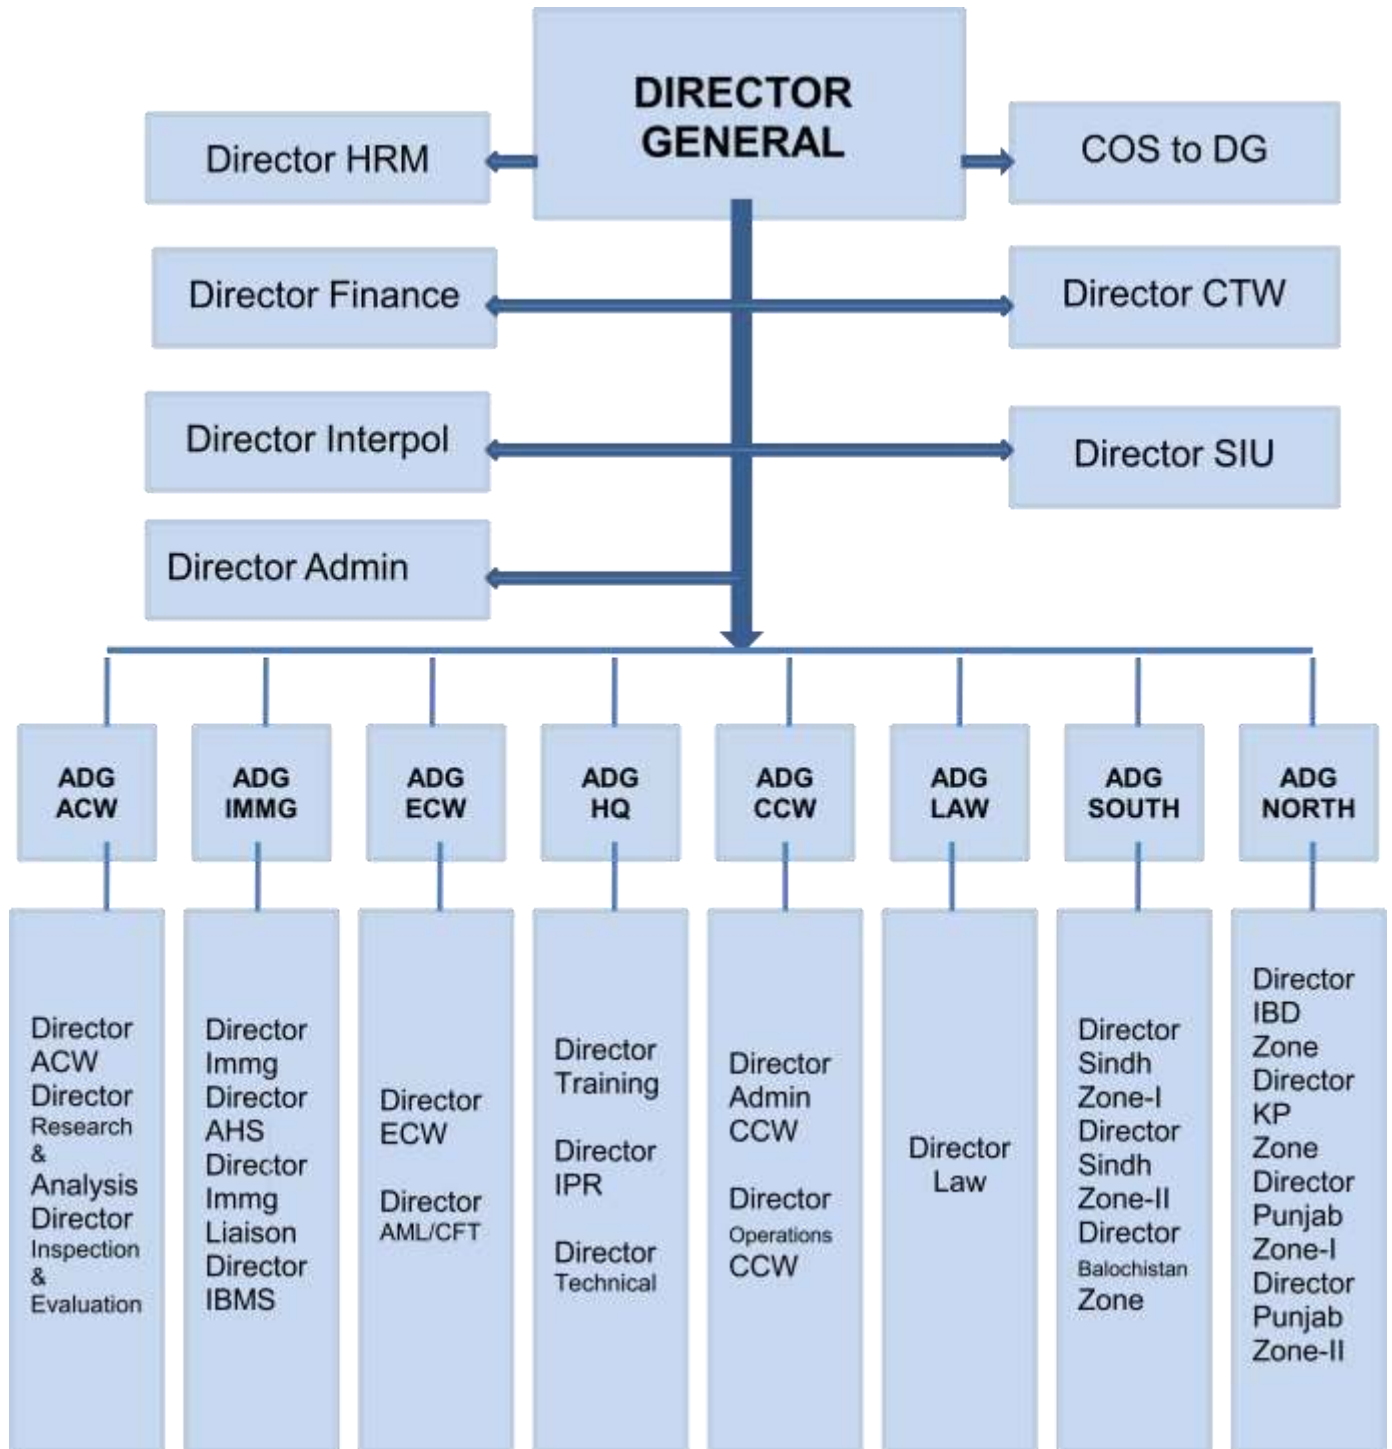 DIRECTOR
GENERAL
Director HRM
COS to DG
Director Finance
Director CTW
Director Interpol
Director SIU
Director Admin
ADG
ACW
ADG
IMMG
ADG
ECW
ADG
HQ
ADG
CCW
ADG
LAW
ADG
SOUTH
ADG
NORTH
Director
ACW
Director
Research
&
Analysis
Director
Inspection
&
Evaluation
Director
Immg
Director
AHS
Director
Immg
Liaison
Director
IBMS
Director
ECW
Director
AML/CFT
Director
Training
Director
IPR
Director
Technical
Director
Admin
CCW
Director
Operations
CCW
Director
Law
Director
Sindh
Zone-I
Director
Sindh
Zone-II
Director
Balochistan
Zone
Director
IBD
Zone
Director
KP
Zone
Director
Punjab
Zone-I
Director
Punjab
Zone-II